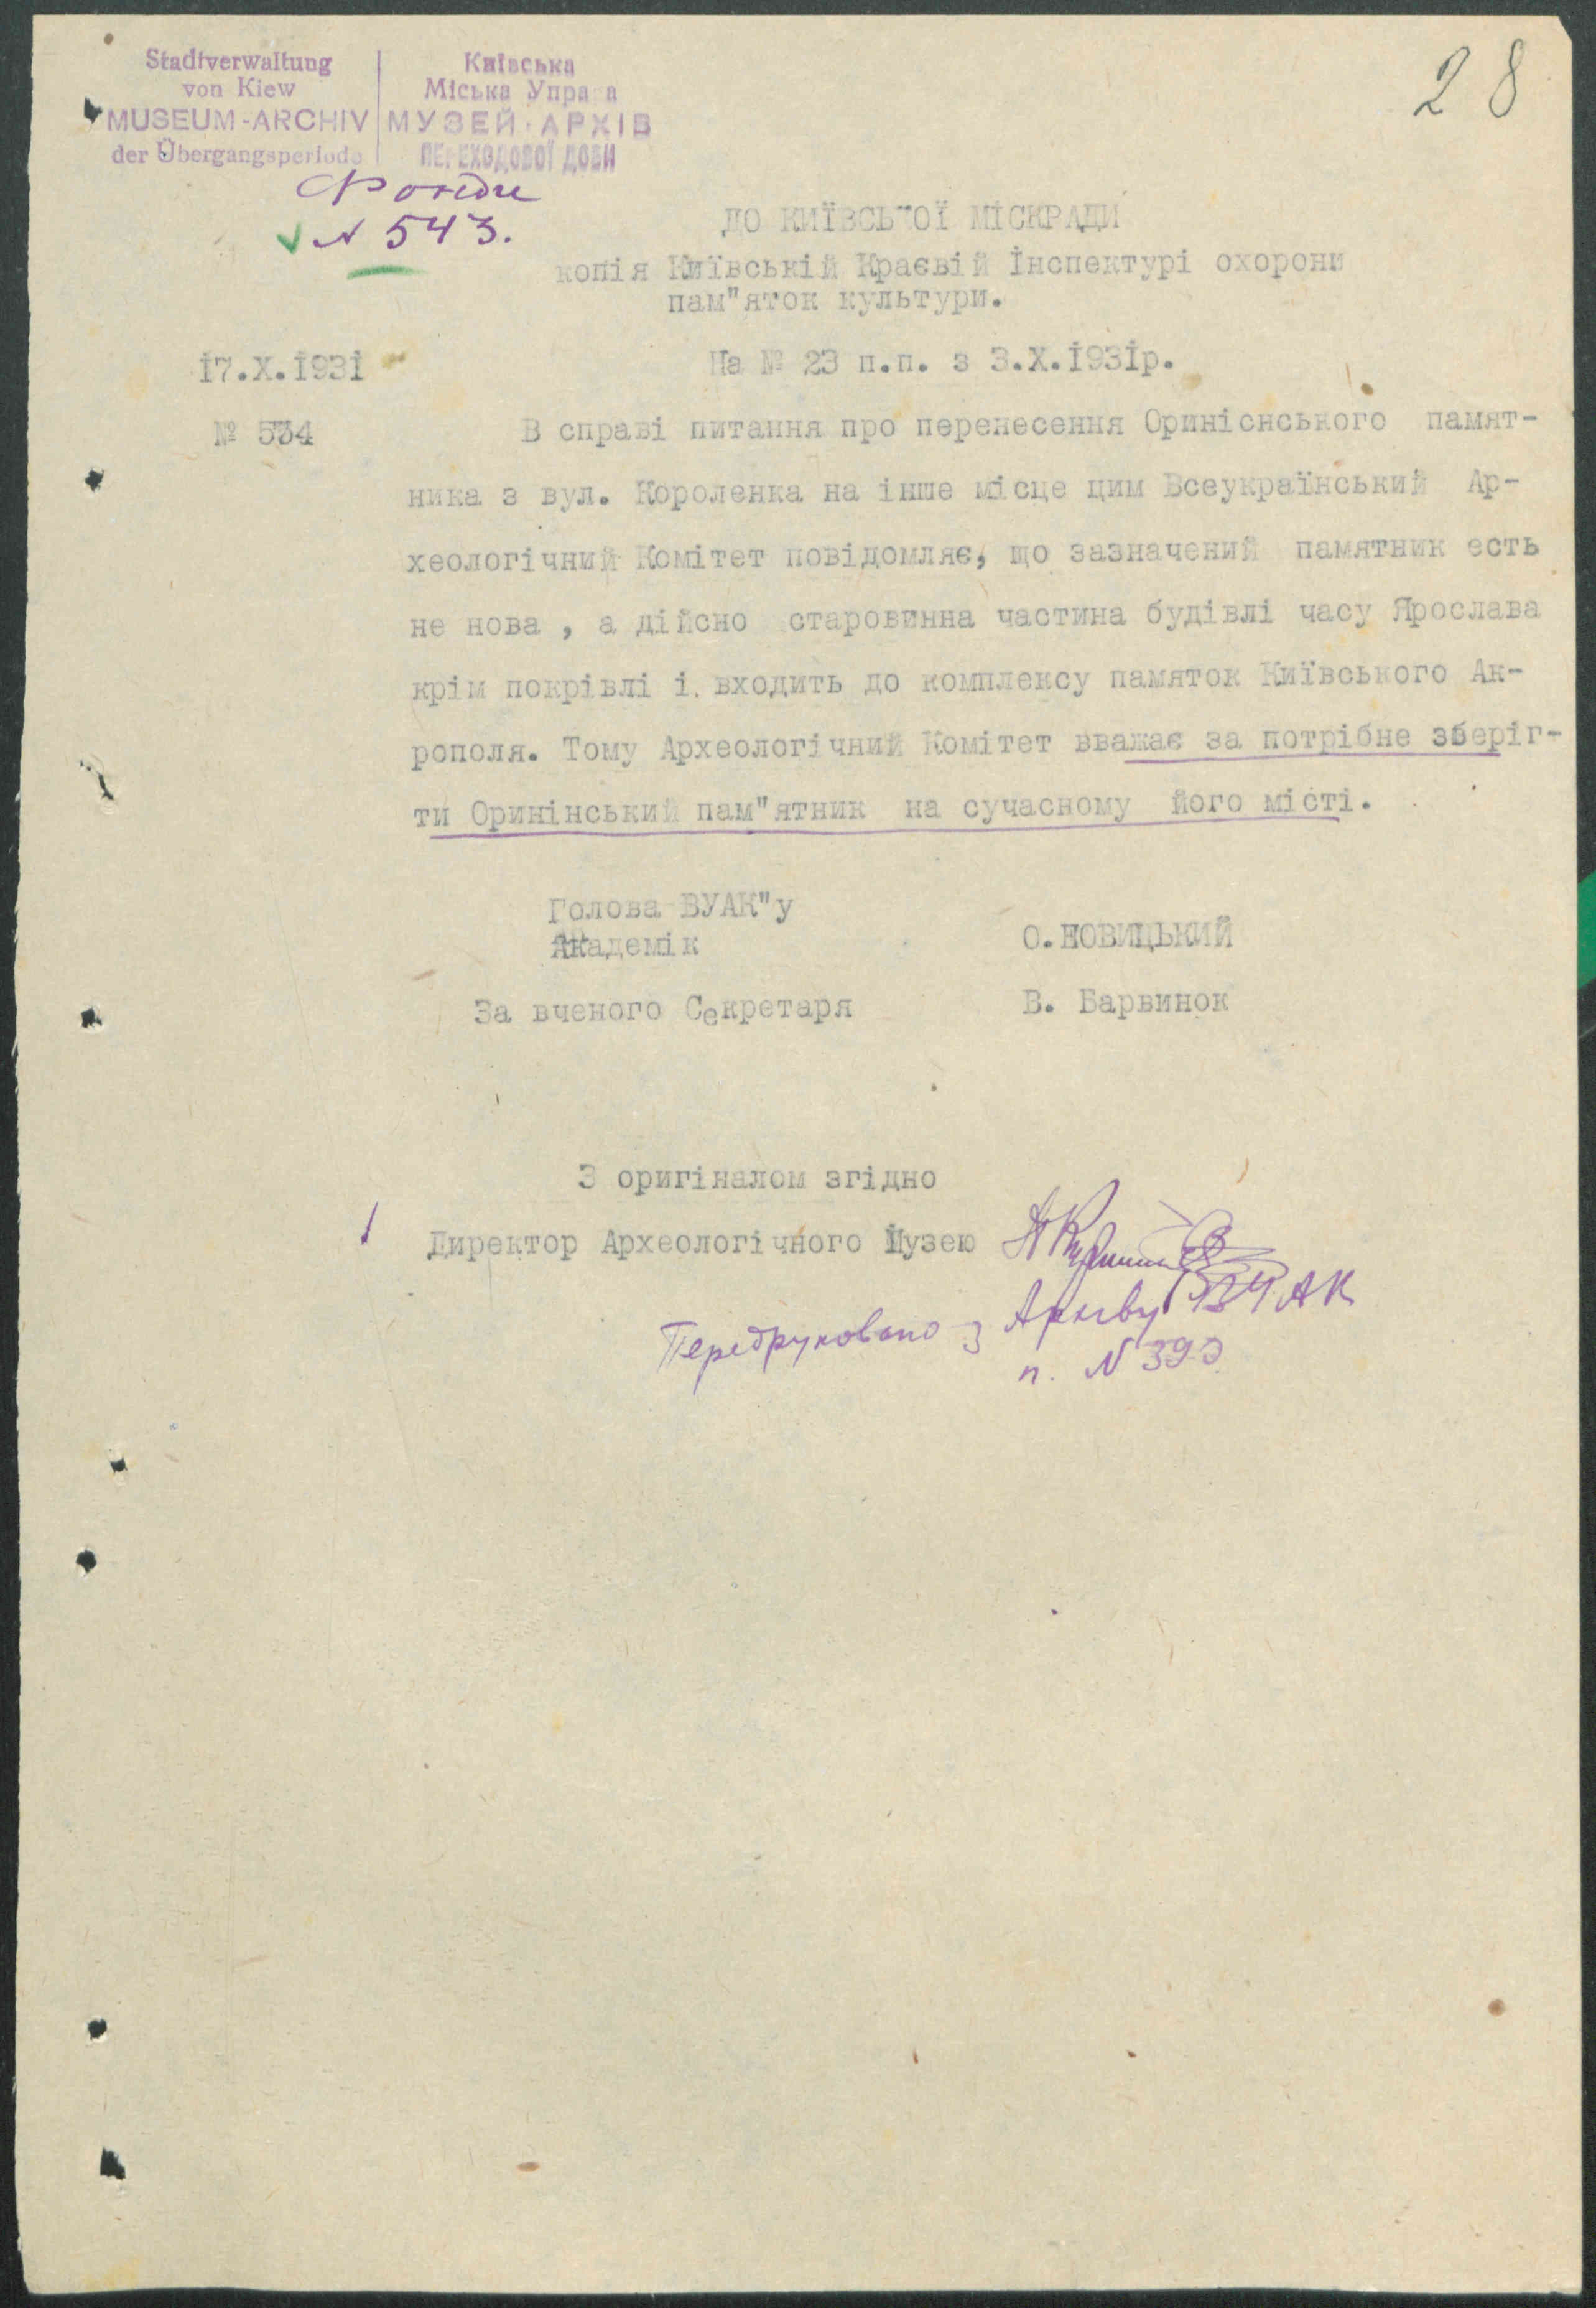 28
Stadtverwaltung
von Kiew
MUSEUM-ARCHIV
der Übergangsperiode
Київська
Міська Управа
МУЗЕЙ-АРХІВ
ПЕРЕХОДОВОЇ ДОБИ
Фонди
№ 543.
ДО КИЇВСЬКОЇ МІСКРАДИ
копія Київській Краєвій Інспектурі охорони
пам"яток культури.
17.X.1931
На № 23 п.п. з 3.X.1931р.
№ 534
В справі питання про перенесення Оринісиського памят-
ника з вул. Короленка на інше місце цим Всеукраїнський Ар-
хеологічний Комітет повідомляє, що зазначений памятник есть
не нова , а дійсно старовинна частина будівлі часу Ярослава
крім покрівлі і входить до комплексу памяток Київського Ак-
рополя. Тому Археологічний Комітет вважає за потрібне зберіг-
ти Оринінський пам"ятник на сучасному його місті.
Голова ВУАК"у
Академік
О. НОВИЦЬКИЙ
За вченого Секретаря
В. Барвинок
З оригіналом згідно
Директор Археологічного Музею
Передруковано з Архіву ВУАК
п. N 393